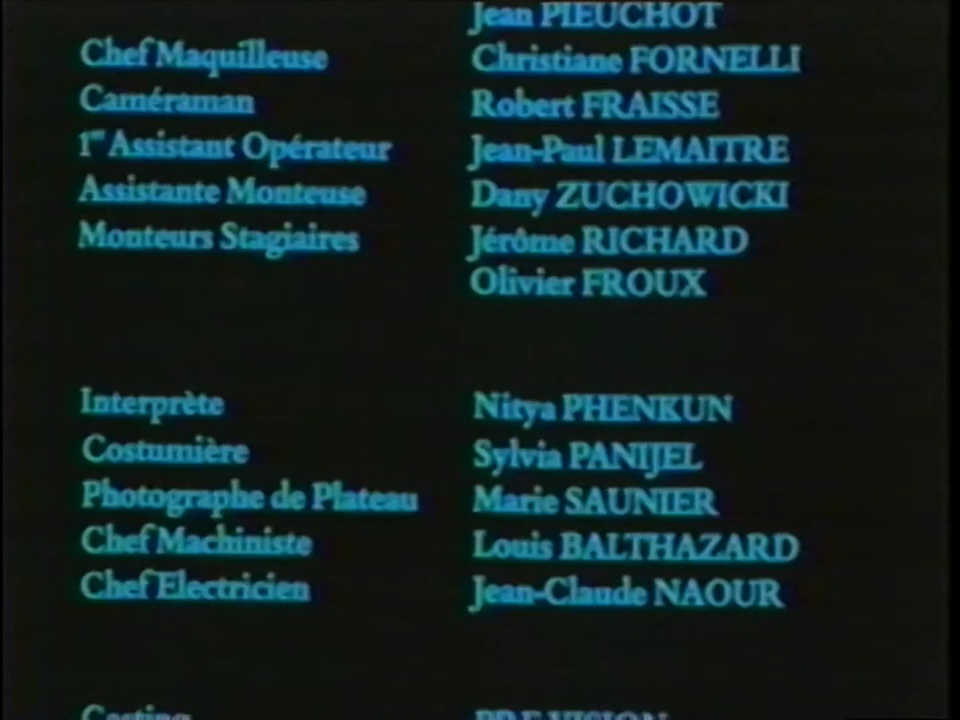 Jean PIEUCHOT
Chef Maquilleuse Christiane FORNELLI
Caméraman Robert FRAISSE
1er Assistant Opérateur Jean-Paul LEMAITRE
Assistante Monteuse Dany ZUCHOWICKI
Monteurs Stagiaires Jérôme RICHARD
Olivier FROUX
Interprète Nitya PHENKUN
Costumière Sylvia PANIJEL
Photographe de Plateau Marie SAUNIER
Chef Machiniste Louis BALTHAZARD
Chef Electricien Jean-Claude NAOUR
Casting